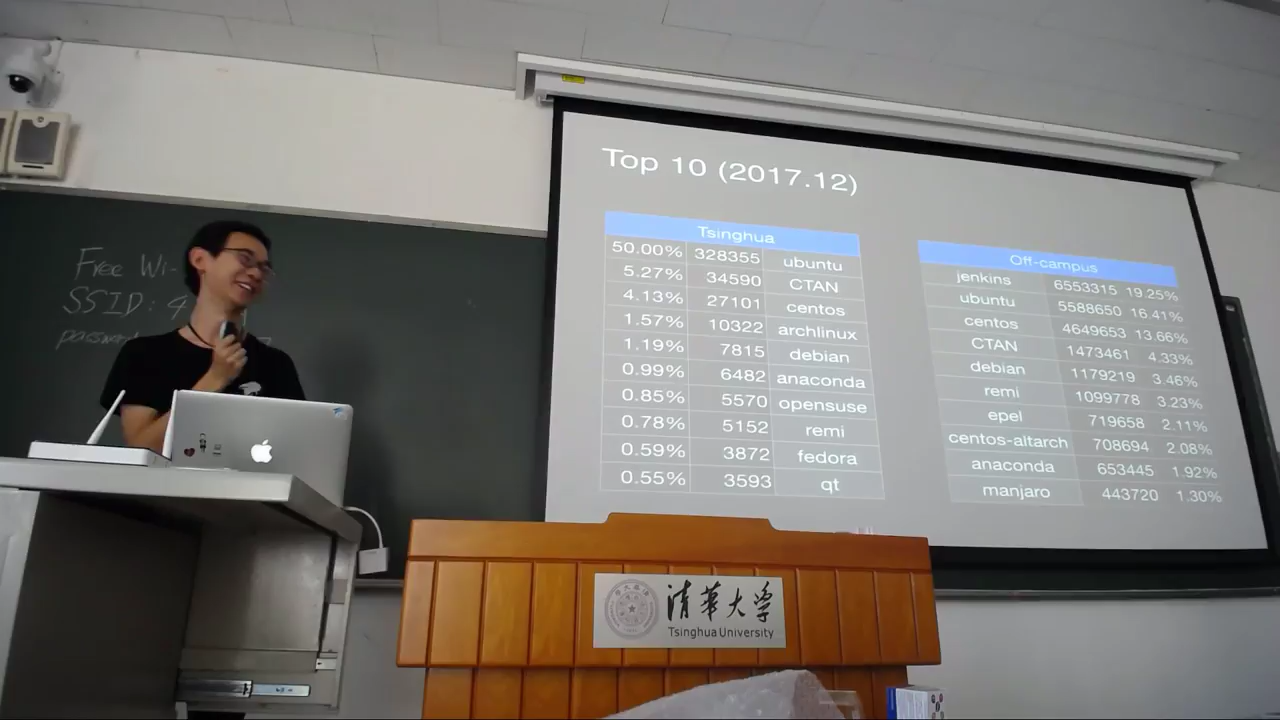 Free Wi-
SSID: 4
Top 10 (2017.12)
Tsinghua
50.00% 328355 ubuntu
5.27% 34590 CTAN
4.13% 27101 centos
1.57% 10322 archlinux
1.19% 7815 debian
0.99% 6482 anaconda
0.85% 5570 opensuse
0.78% 5152 remi
0.59% 3872 fedora
0.55% 3593 qt
Off-campus
jenkins 6553315 19.25%
ubuntu 5588650 16.41%
centos 4649653 13.66%
CTAN 1473461 4.33%
debian 1179219 3.46%
remi 1099778 3.23%
epel 719658 2.11%
centos-altarch 708694 2.08%
anaconda 653445 1.92%
manjaro 443720 1.30%
清華大学
Tsinghua University